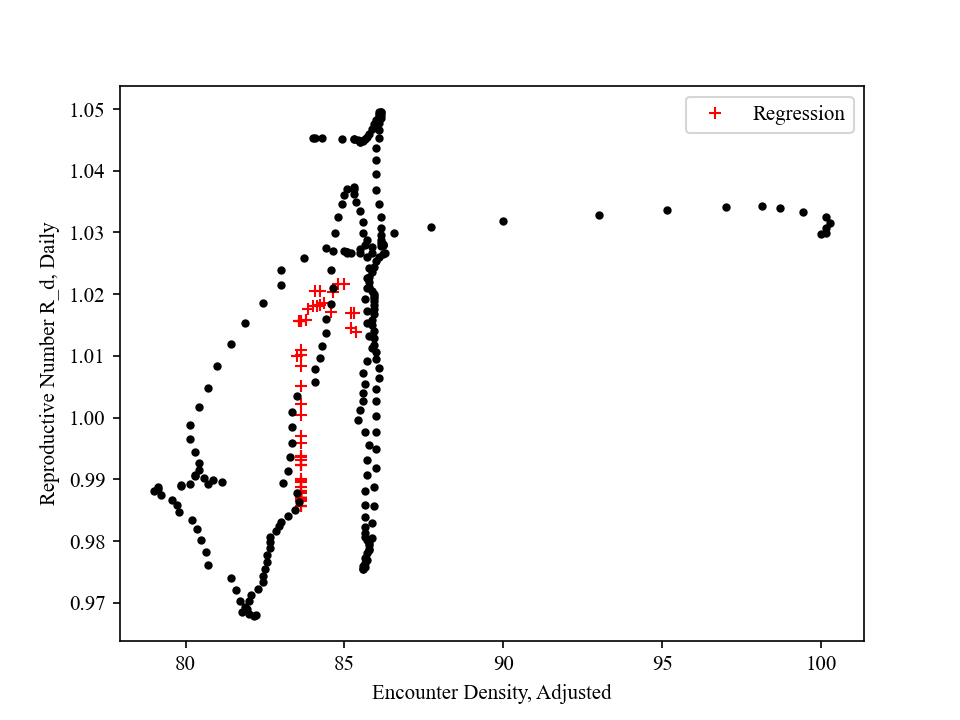 Regression
Reproductive Number R_d, Daily
1.05
1.04
1.03
1.02
1.01
1.00
0.99
0.98
0.97
80 85 90 95 100
Encounter Density, Adjusted